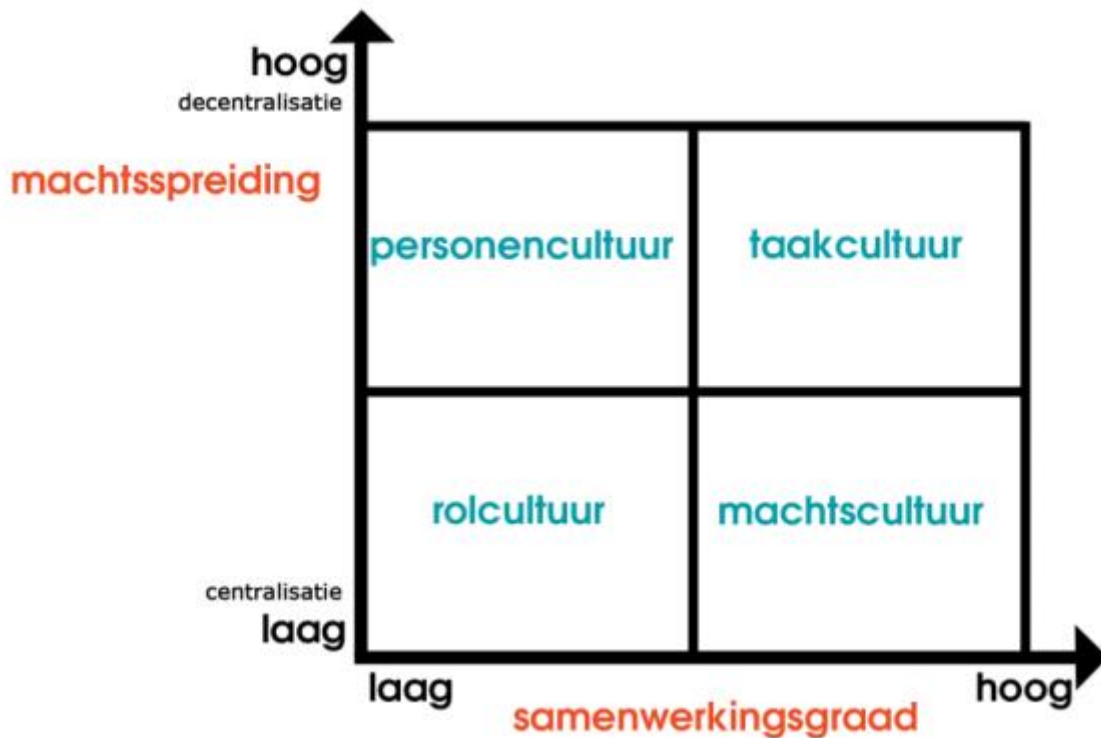 hoog
decentralisatie
machtsspreiding
personencultuur
taakcultuur
rolcultuur
machtscultuur
centralisatie
laag
laag
hoog
samenwerkingsgraad